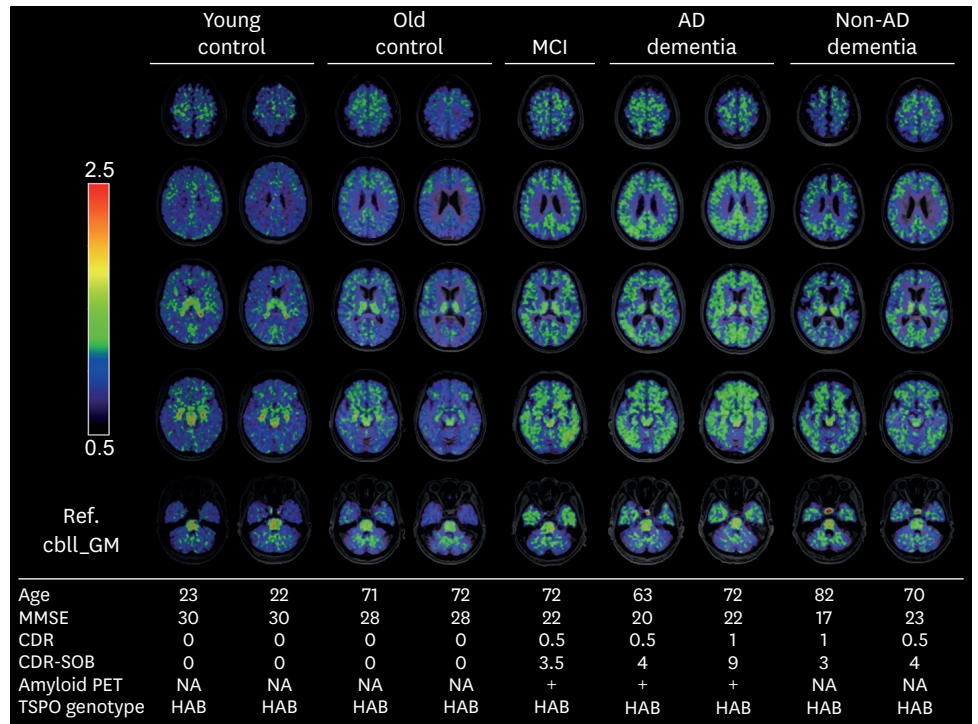 Young control Old control MCI AD dementia Non-AD dementia
2.5
0.5
Ref. cbll_GM
Age 23 22 71 72 72 63 72 82 70
MMSE 30 30 28 28 22 20 22 17 23
CDR 0 0 0 0 0.5 0.5 1 1 0.5
CDR-SOB 0 0 0 0 3.5 4 9 3 4
Amyloid PET NA NA NA NA + + + NA NA
TSPO genotype HAB HAB HAB HAB HAB HAB HAB HAB HAB